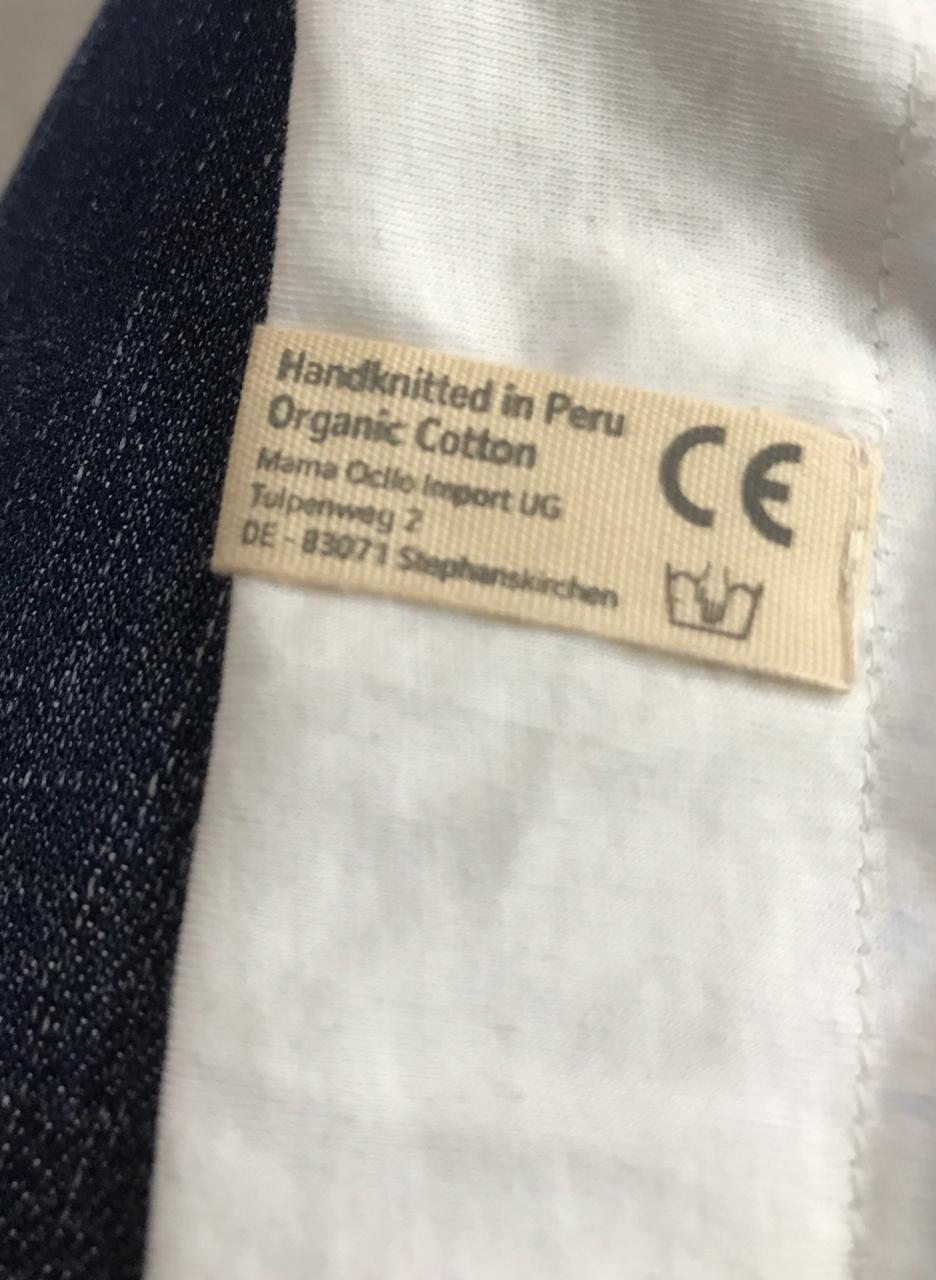 Handknitted in Peru
Organic Cotton
Mama Ocllo Import UG
Tulpenweg 2
DE - 83071 Stephanskirchen
CE